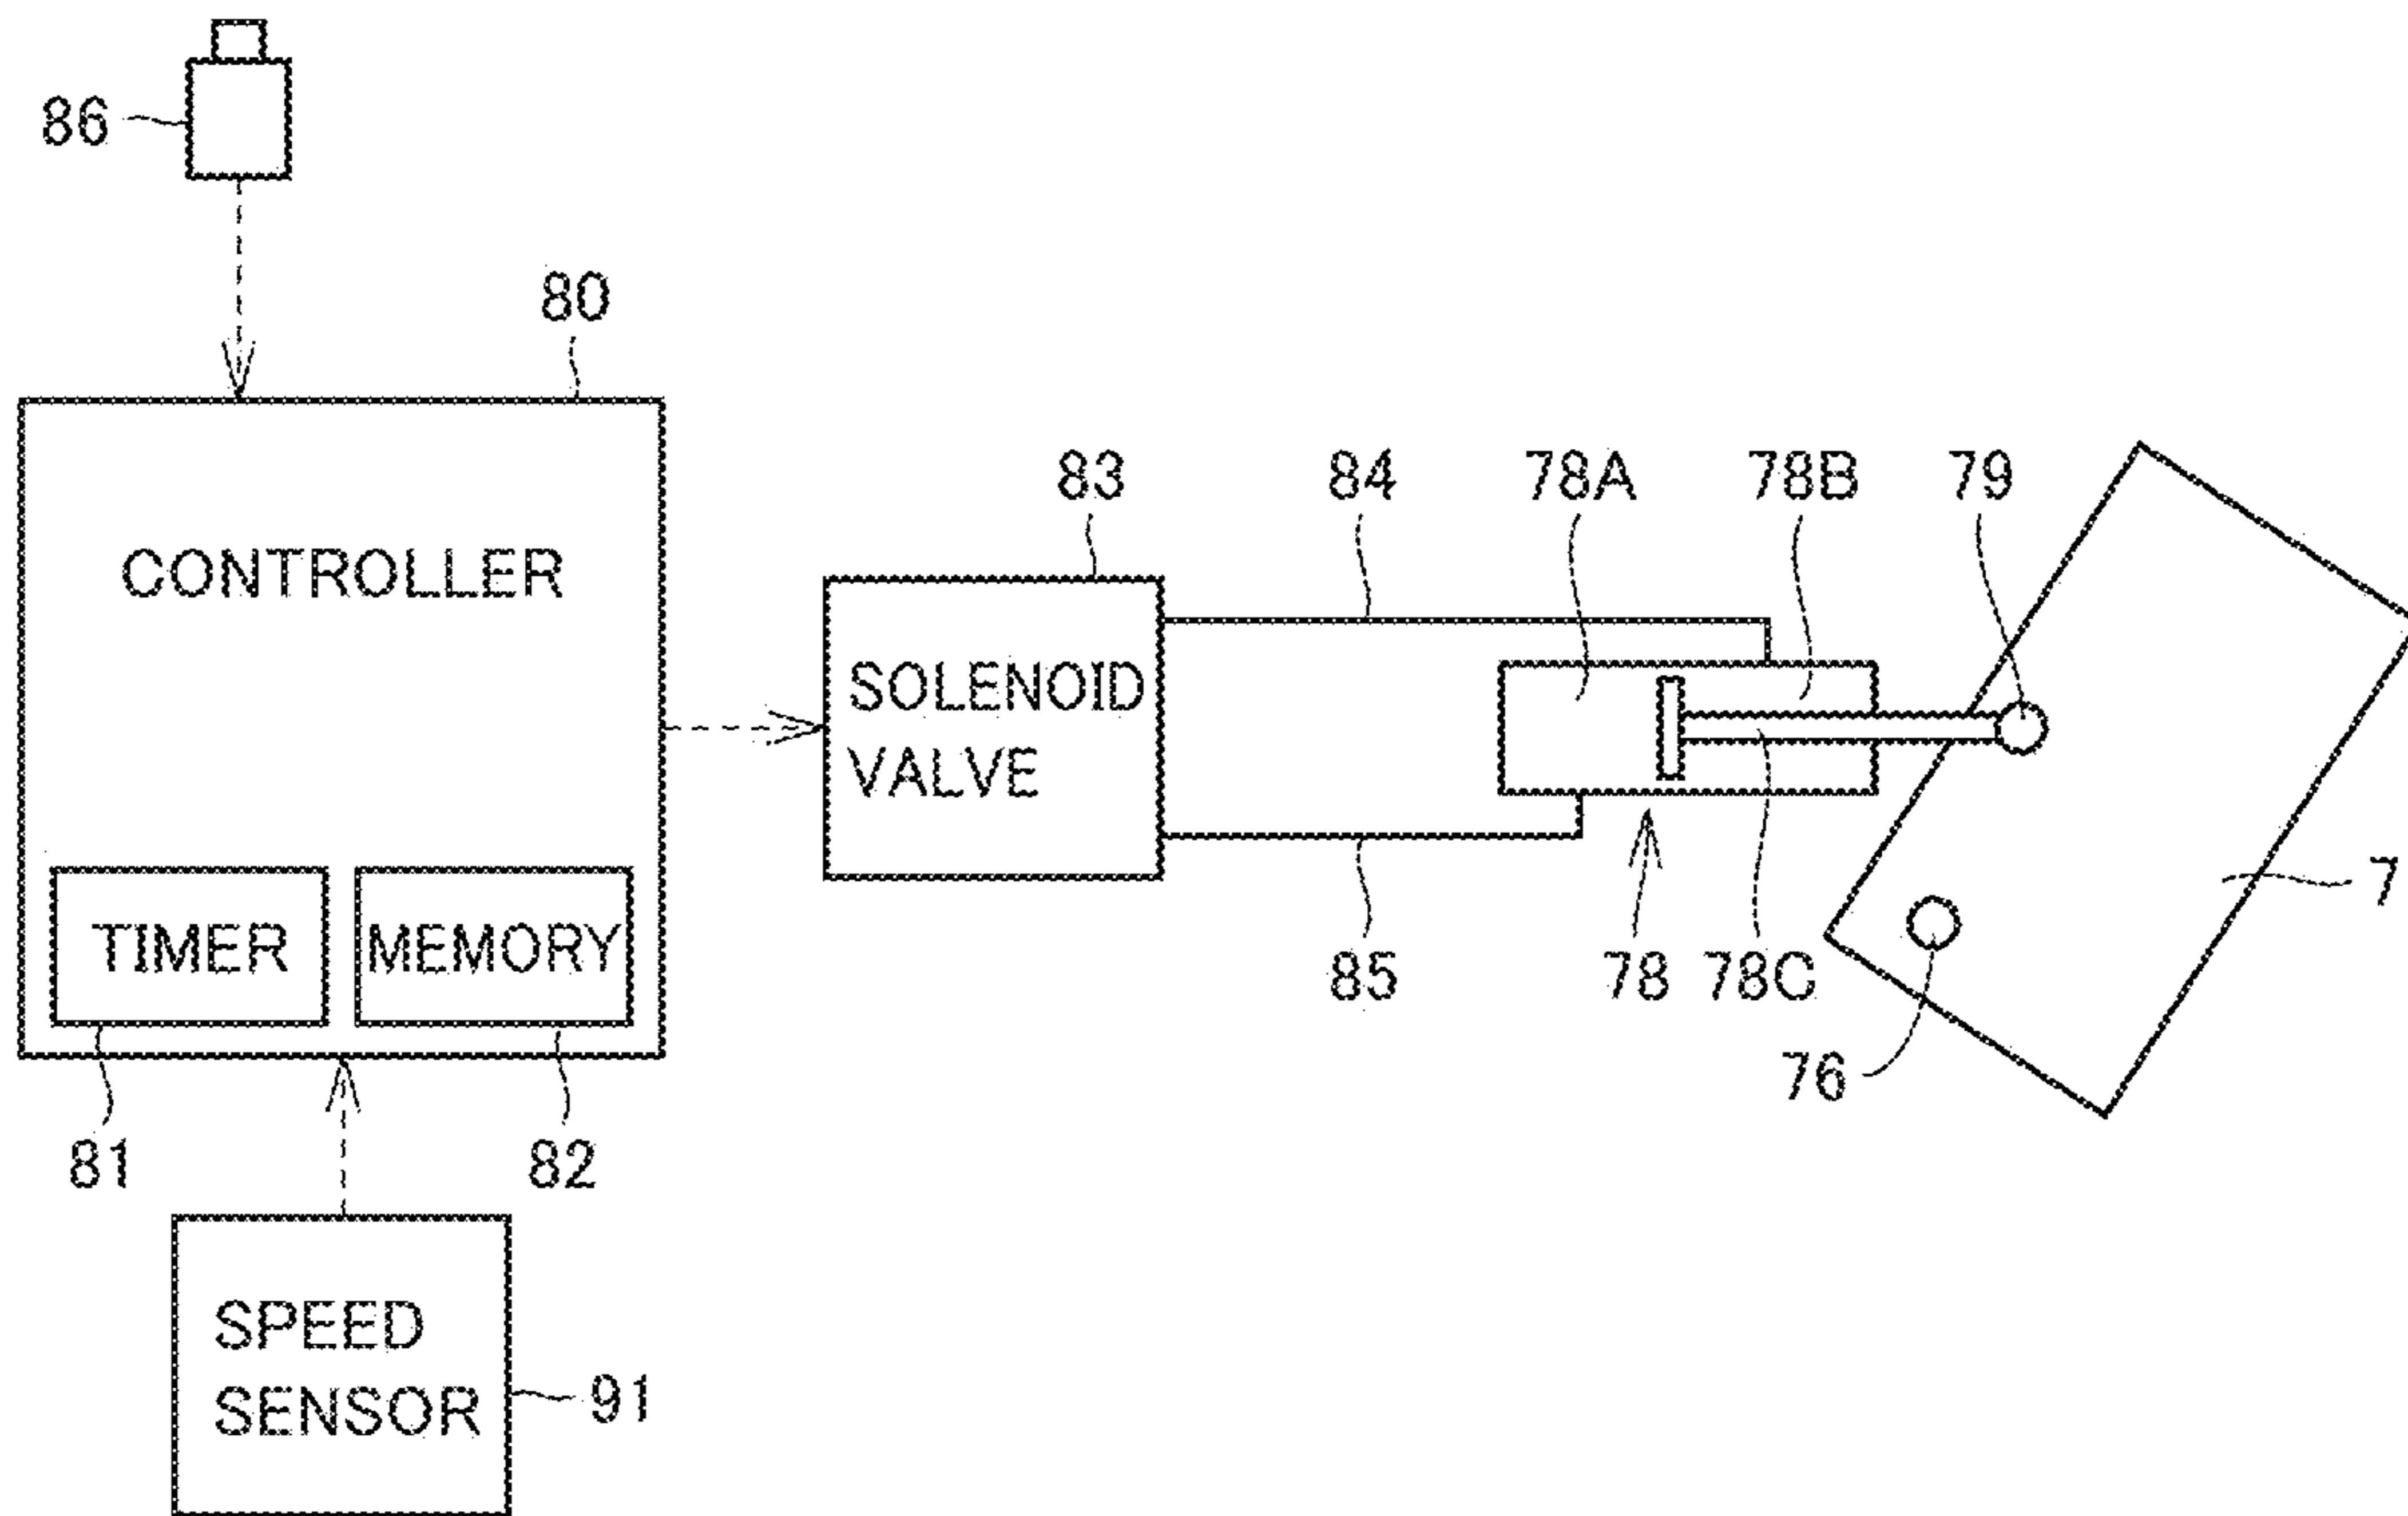 86
80
CONTROLLER
83
84
78A
78B
79
SOLENOID
VALVE
7
TIMER
MEMORY
85
78
78C
76
81
82
SPEED
SENSOR
91